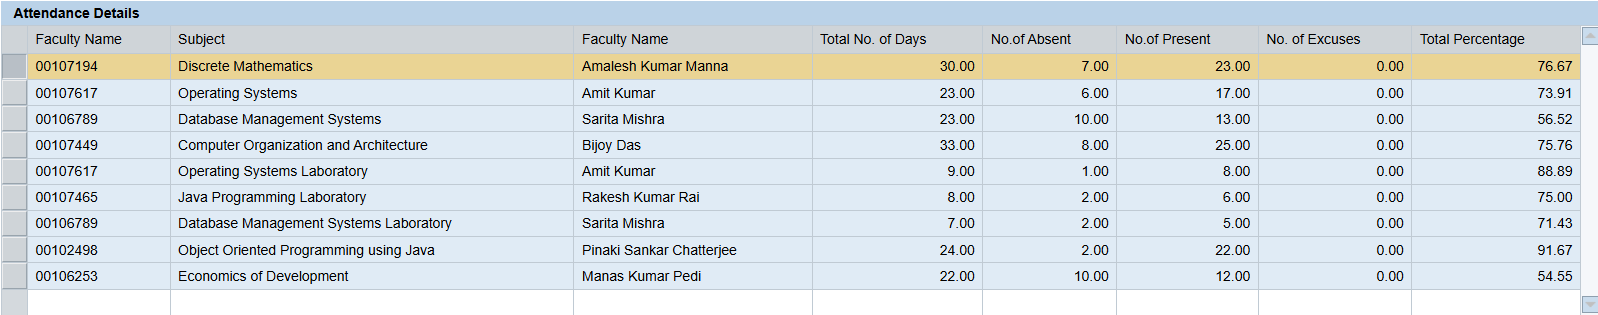 Attendance Details
Faculty Name Subject Faculty Name Total No. of Days No.of Absent No.of Present No. of Excuses Total Percentage
00107194 Discrete Mathematics Amalesh Kumar Manna 30.00 7.00 23.00 0.00 76.67
00107617 Operating Systems Amit Kumar 23.00 6.00 17.00 0.00 73.91
00106789 Database Management Systems Sarita Mishra 23.00 10.00 13.00 0.00 56.52
00107449 Computer Organization and Architecture Bijoy Das 33.00 8.00 25.00 0.00 75.76
00107617 Operating Systems Laboratory Amit Kumar 9.00 1.00 8.00 0.00 88.89
00107465 Java Programming Laboratory Rakesh Kumar Rai 8.00 2.00 6.00 0.00 75.00
00106789 Database Management Systems Laboratory Sarita Mishra 7.00 2.00 5.00 0.00 71.43
00102498 Object Oriented Programming using Java Pinaki Sankar Chatterjee 24.00 2.00 22.00 0.00 91.67
00106253 Economics of Development Manas Kumar Pedi 22.00 10.00 12.00 0.00 54.55